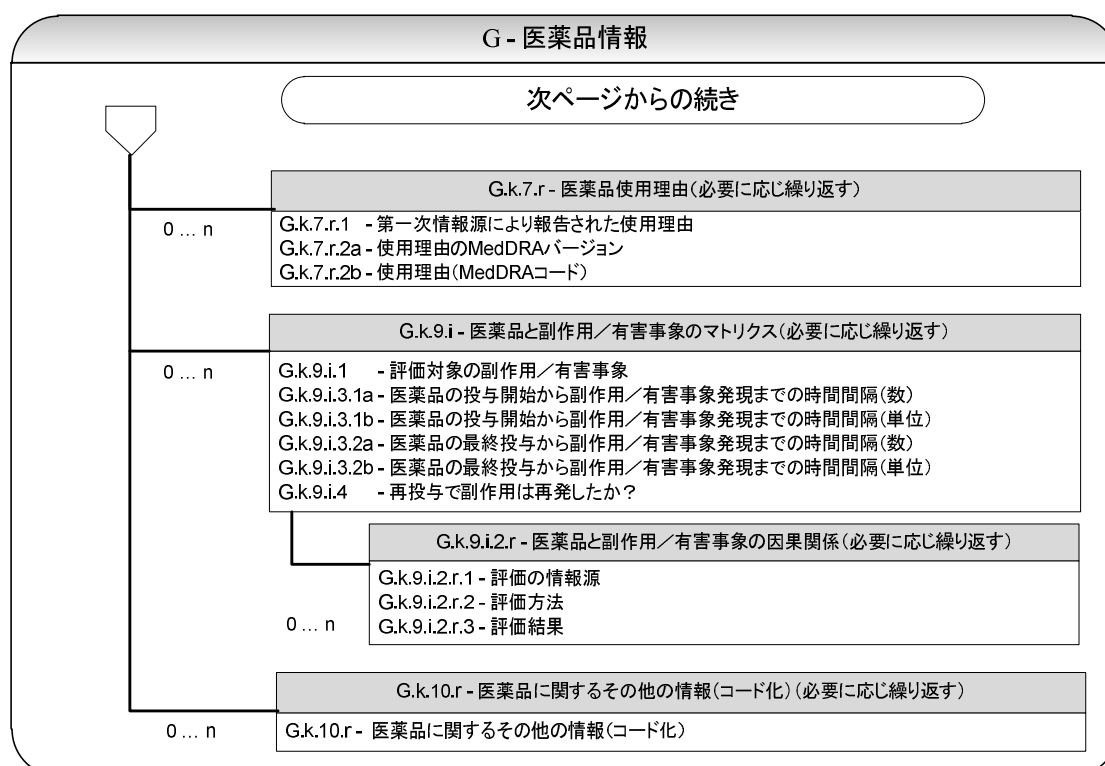 G - 医薬品情報
次ページからの続き
G.k.7.r - 医薬品使用理由(必要に応じ繰り返す)
0 ... n
G.k.7.r.1 - 第一次情報源により報告された使用理由
G.k.7.r.2a - 使用理由のMedDRAバージョン
G.k.7.r.2b - 使用理由(MedDRAコード)
G.k.9.i - 医薬品と副作用／有害事象のマトリクス(必要に応じ繰り返す)
0 ... n
G.k.9.i.1 - 評価対象の副作用／有害事象
G.k.9.i.3.1a - 医薬品の投与開始から副作用／有害事象発現までの時間間隔(数)
G.k.9.i.3.1b - 医薬品の投与開始から副作用／有害事象発現までの時間間隔(単位)
G.k.9.i.3.2a - 医薬品の最終投与から副作用／有害事象発現までの時間間隔(数)
G.k.9.i.3.2b - 医薬品の最終投与から副作用／有害事象発現までの時間間隔(単位)
G.k.9.i.4 - 再投与で副作用は再発したか？
G.k.9.i.2.r - 医薬品と副作用／有害事象の因果関係(必要に応じ繰り返す)
G.k.9.i.2.r.1 - 評価の情報源
G.k.9.i.2.r.2 - 評価方法
0 ... n
G.k.9.i.2.r.3 - 評価結果
G.k.10.r - 医薬品に関するその他の情報(コード化) (必要に応じ繰り返す)
0 ... n
G.k.10.r - 医薬品に関するその他の情報(コード化)